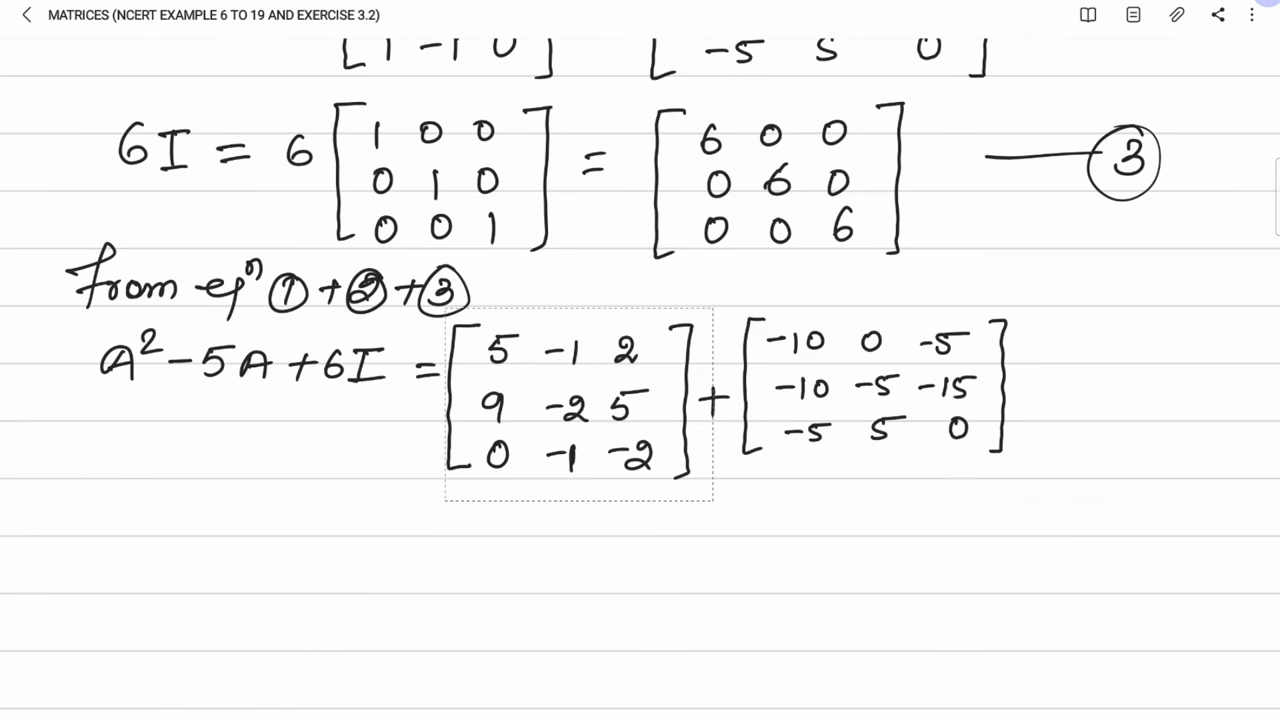 MATRICES (NCERT EXAMPLE 6 TO 19 AND EXERCISE 3.2)
[1 -1 0] [-5 5 0]
6I = 6 [1 0 0 = [6 0 0 — 3
0 1 0 0 6 0
0 0 1] 0 0 6]
from eqⁿ 1 + 2 + 3
A² - 5A + 6I = [5 -1 2 + [-10 0 -5
9 -2 5 -10 -5 -15
0 -1 -2] -5 5 0]